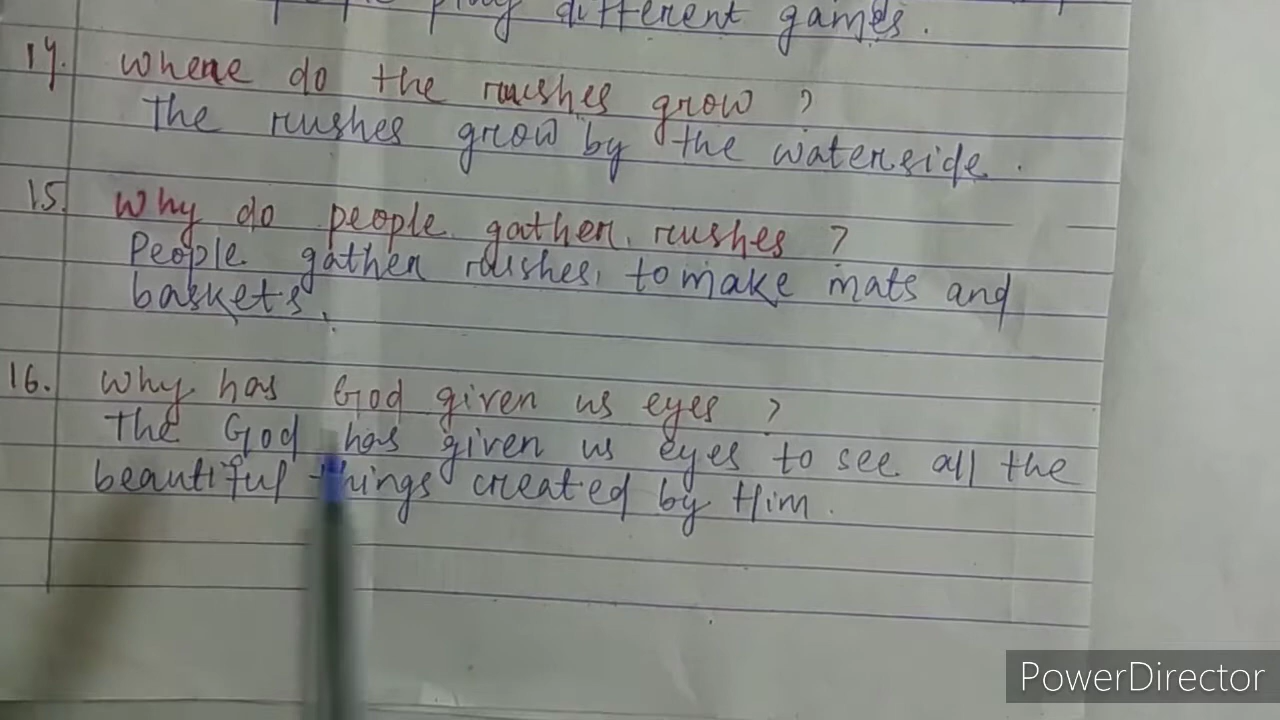 play different games.
14. Where do the rushes grow ?
The rushes grow by the waterside.
15. Why do people gather rushes ?
People gather rushes, to make mats and
baskets.
16. Why has God given us eyes ?
The God has given us eyes to see all the
beautiful things created by Him.
PowerDirector